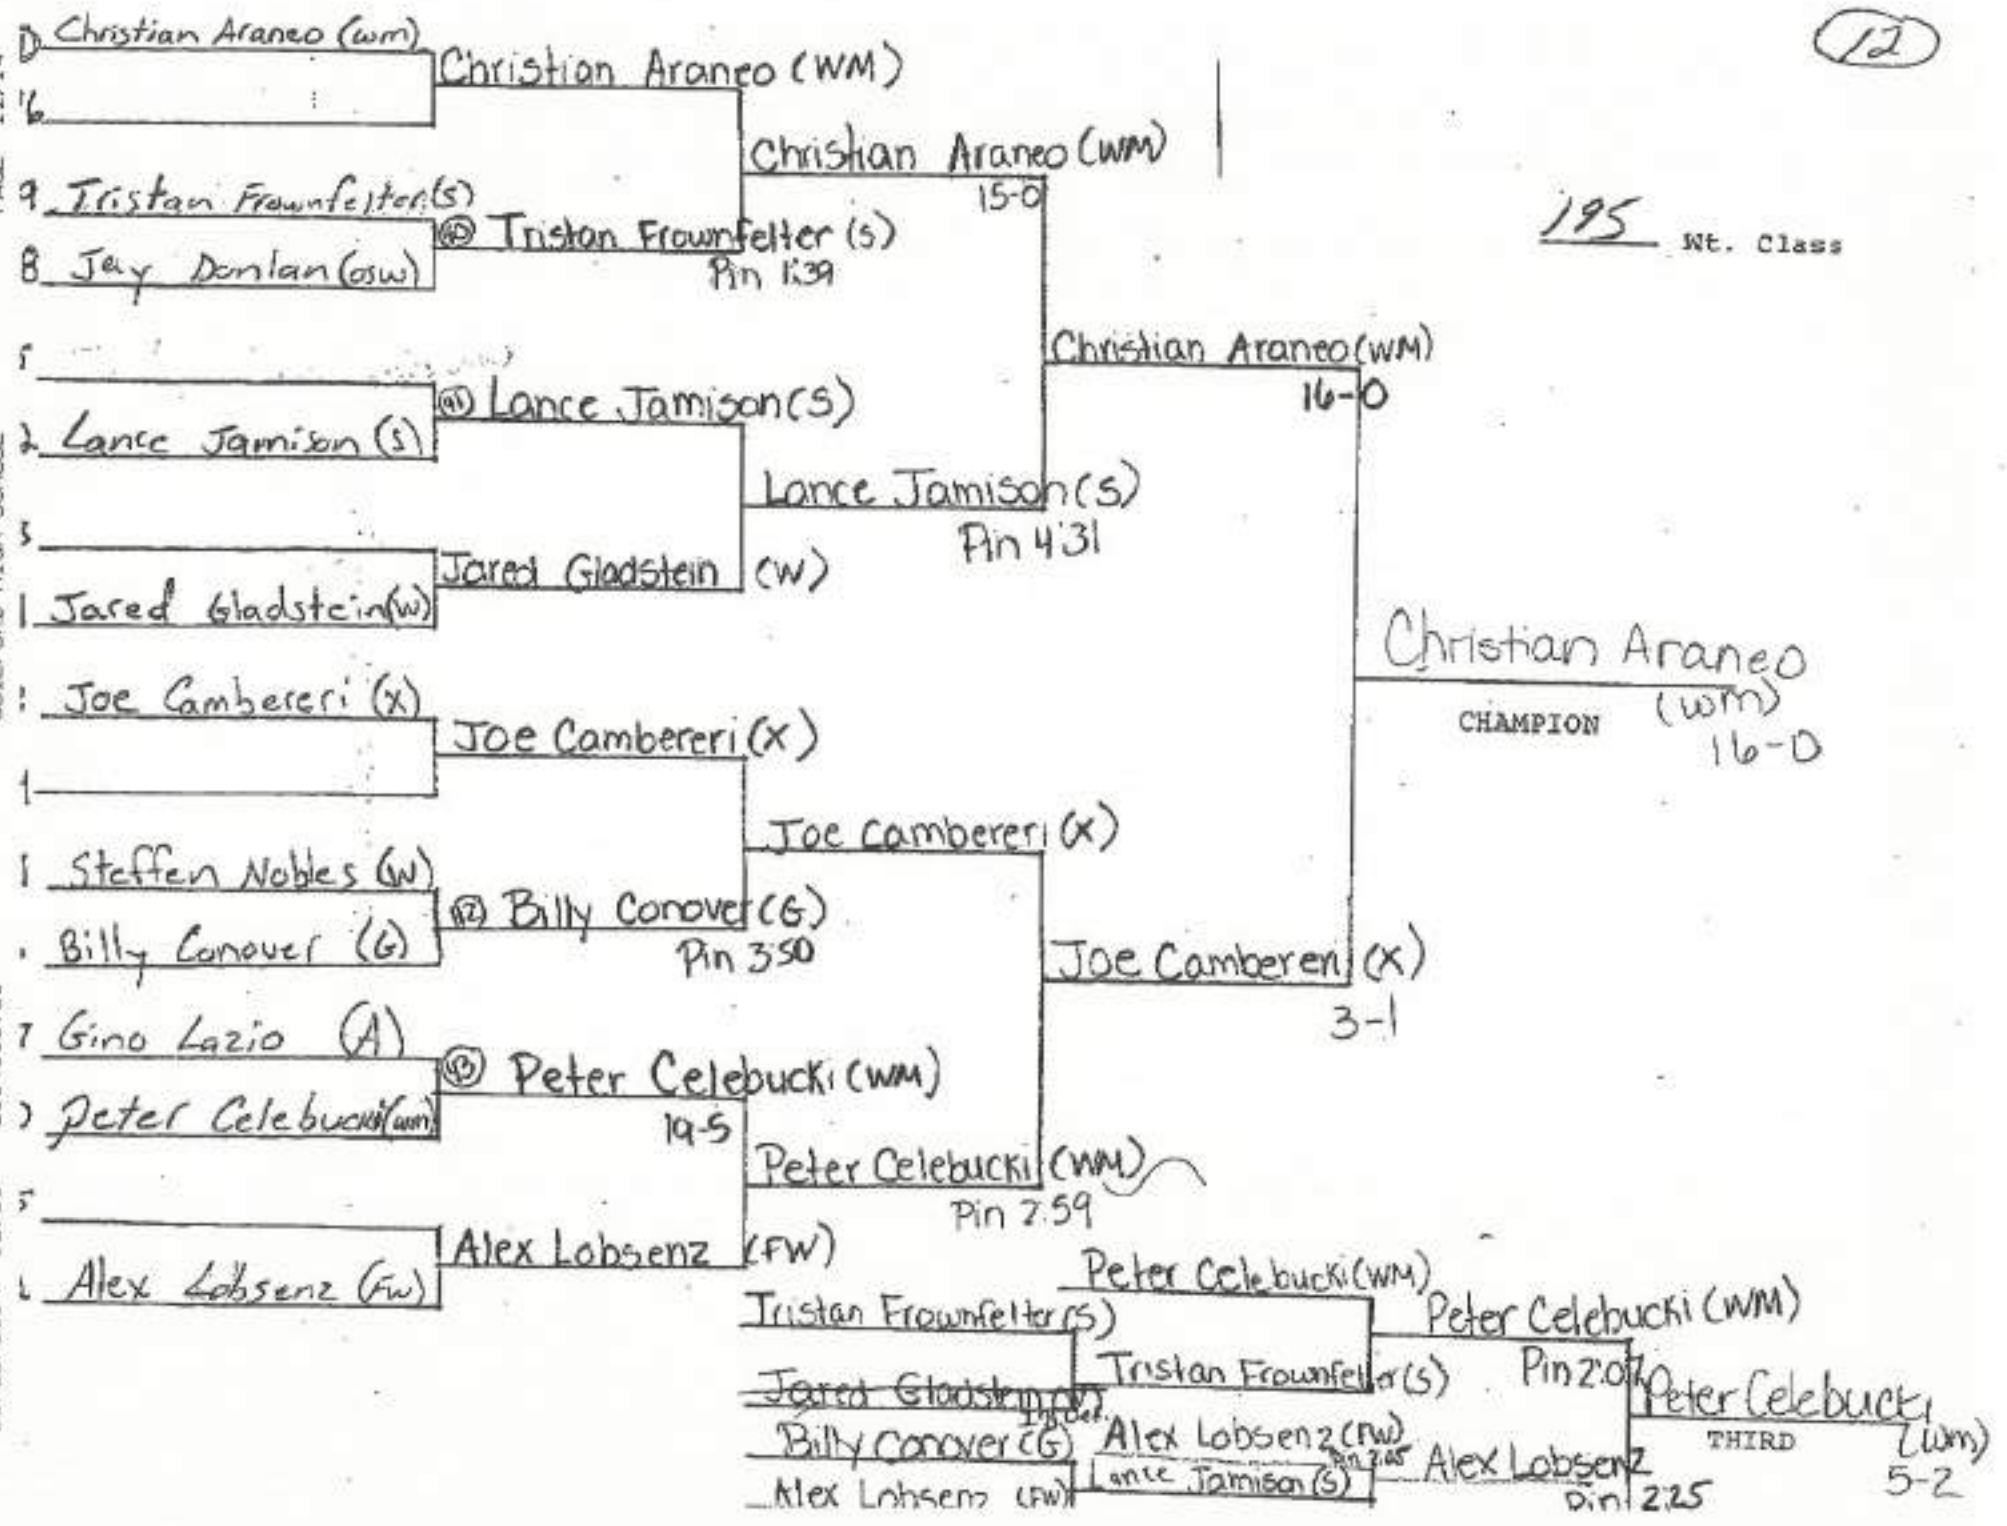 12
Christian Araneo (wm)
Christian Araneo (WM)
16
Christian Araneo (WM)
15-0
9 Tristan Frownfelter (S)
Tristan Frownfelter (S)
Pin 1:39
8 Jay Donlan (OSW)
195 Wt. Class
Christian Araneo (WM)
16-0
Lance Jamison (S)
2 Lance Jamison (S)
Lance Jamison (S)
Pin 4:31
Jared Gladstein (W)
Jared Gladstein (W)
Christian Araneo
(wm)
CHAMPION
16-0
Joe Cambereri (X)
Joe Cambereri (X)
Joe Cambereri (X)
Steffen Nobles (W)
Billy Conover (G)
Pin 3:50
Billy Conover (G)
Joe Cambereri (X)
3-1
7 Gino Lazio (A)
93 Peter Celebucki (WM)
19-5
Peter Celebucki (wm)
Peter Celebucki (WM)
Pin 2:59
Alex Lobsenz (FW)
Alex Lobsenz (FW)
Peter Celebucki (WM)
Tristan Frownfelter (S)
Peter Celebucki (WM)
Pin 2:07
Tristan Frownfelter (S)
Jared Gladstein (W)
Peter Celebucki
(wm)
THIRD
5-2
Billy Conover (G)
Alex Lobsenz (FW)
Alex Lobsenz
Pin 2:25
Lance Jamison (S)
Alex Lobsenz (FW)